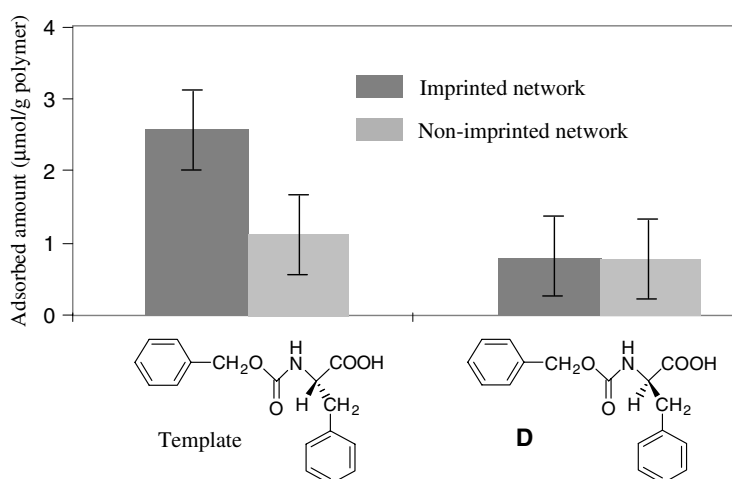 Adsorbed amount (μmol/g polymer)
4
3
2
1
0
Imprinted network
Non-imprinted network
CH2O
O
H
N
H
COOH
CH2
Template
CH2O
O
H
N
H
COOH
CH2
D